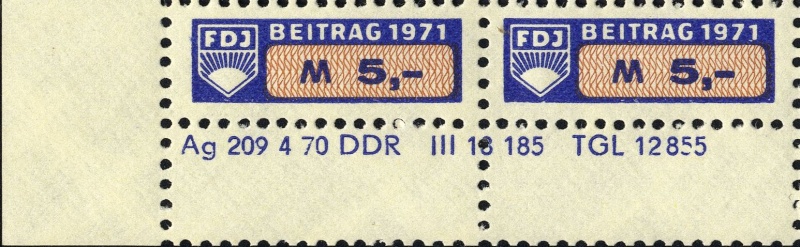 FDJ BEITRAG 1971 FDJ BEITRAG 1971
M 5,- M 5,-
Ag 209 4 70 DDR III 18 185 TGL 12855